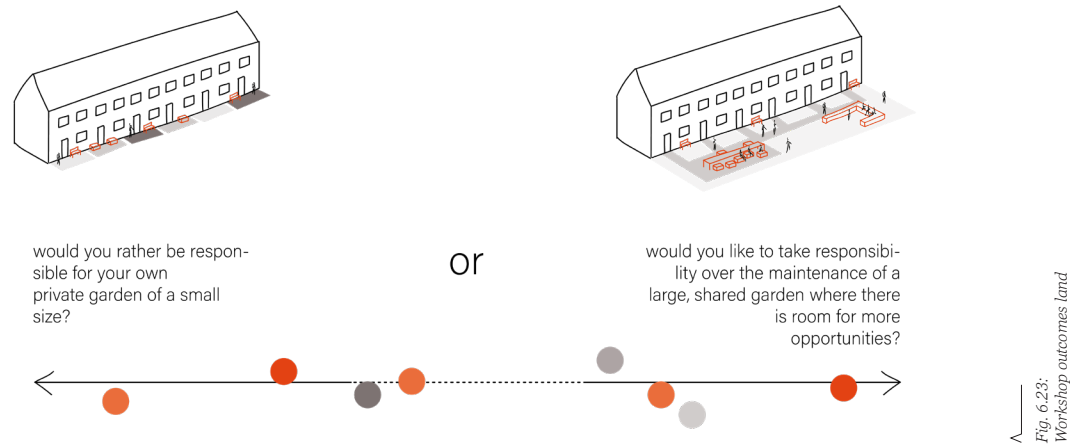 would you rather be respon-
sible for your own
private garden of a small
size?
or
would you like to take responsibi-
lity over the maintenance of a
large, shared garden where there
is room for more
opportunities?
Fig. 6.23:
Workshop outcomes land